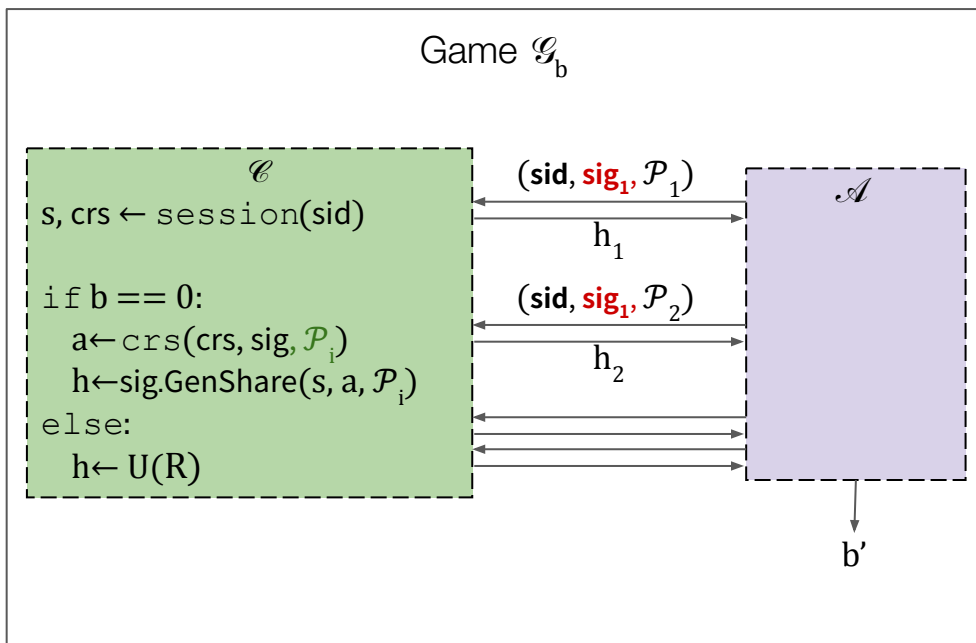 Game 𝒢_b
𝒞
s, crs ← session(sid)
if b == 0:
a←crs(crs, sig, 𝒫_i)
h←sig.GenShare(s, a, 𝒫_i)
else:
h← U(R)
(sid, sig_1, 𝒫_1)
h_1
(sid, sig_1, 𝒫_2)
h_2
𝒜
b’